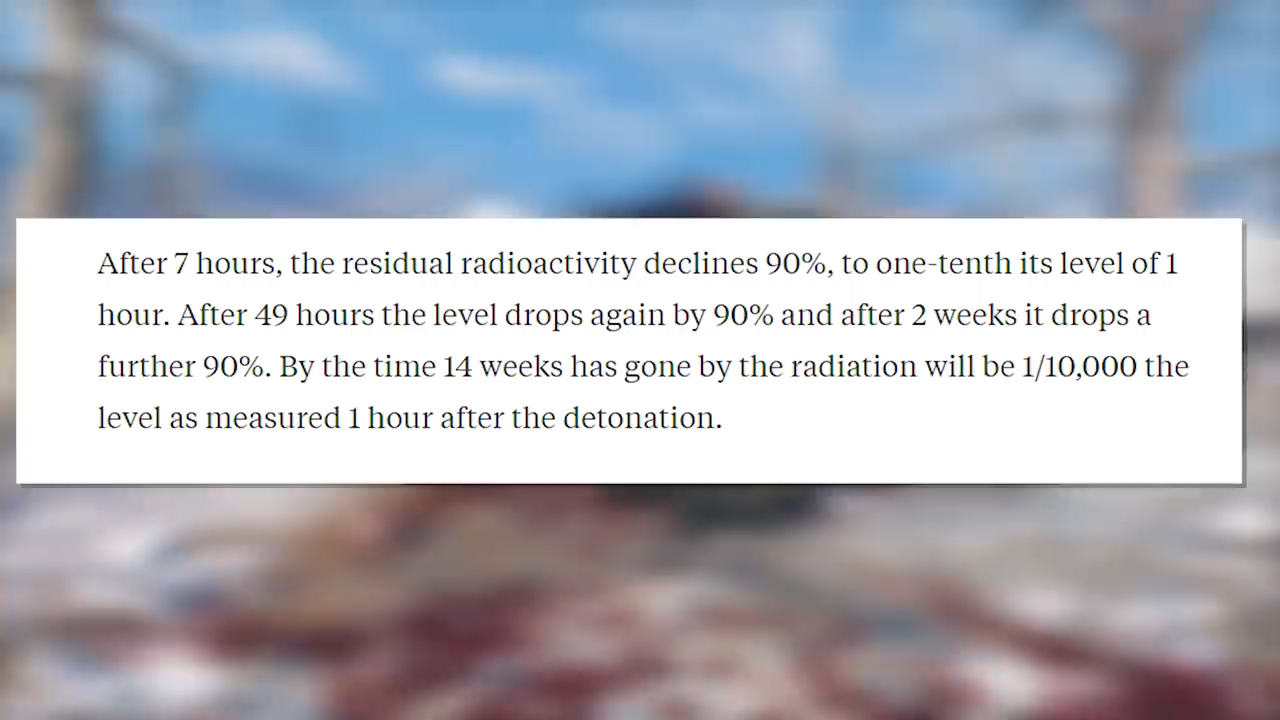 After 7 hours, the residual radioactivity declines 90%, to one-tenth its level of 1
hour. After 49 hours the level drops again by 90% and after 2 weeks it drops a
further 90%. By the time 14 weeks has gone by the radiation will be 1/10,000 the
level as measured 1 hour after the detonation.